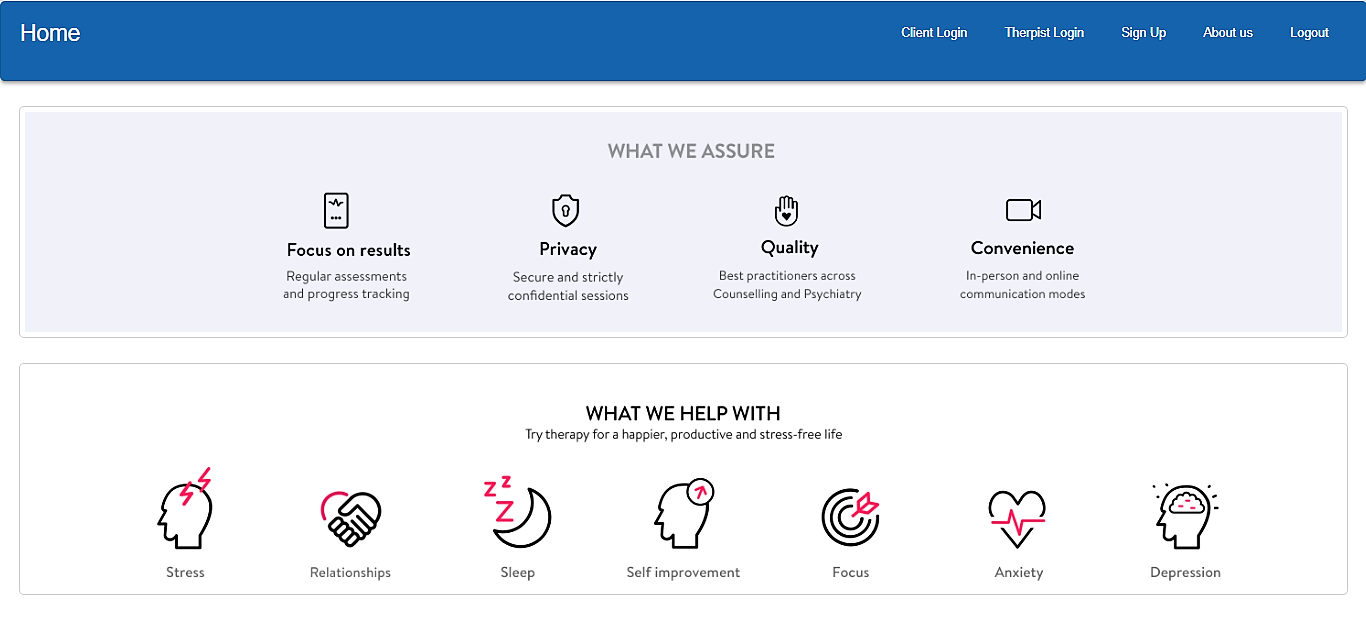 Home
Client Login
Therpist Login
Sign Up
About us
Logout
WHAT WE ASSURE
Focus on results
Regular assessments
and progress tracking
Privacy
Secure and strictly
confidential sessions
Quality
Best practitioners across
Counselling and Psychiatry
Convenience
In-person and online
communication modes
WHAT WE HELP WITH
Try therapy for a happier, productive and stress-free life
z z
Z
Stress
Relationships
Sleep
Self improvement
Focus
Anxiety
Depression